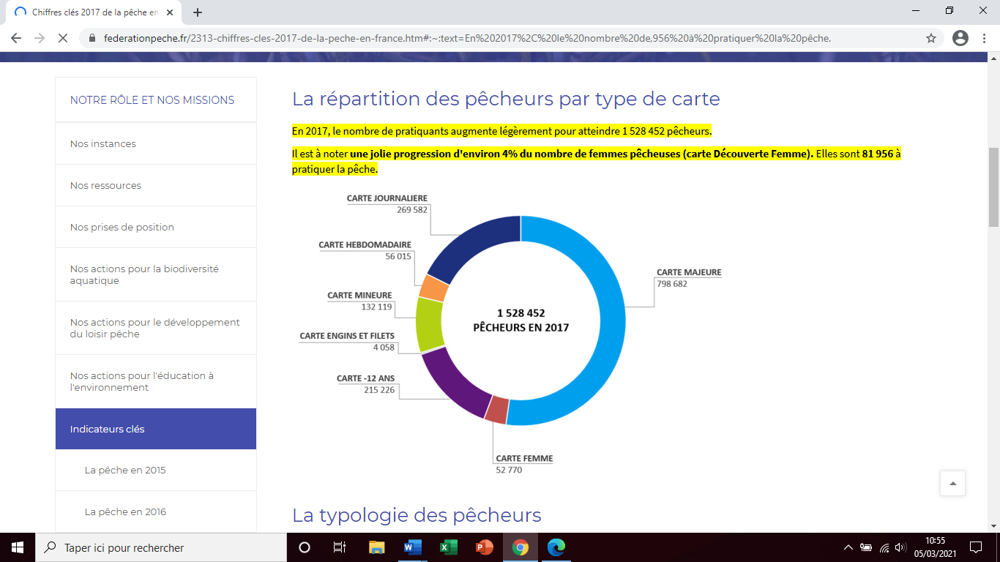 Chiffres clés 2017 de la pêche en
federationpeche.fr/2313-chiffres-cles-2017-de-la-peche-en-france.htm#:~:text=En%202017%2C%20le%20nombre%20de,956%20à%20pratiquer%20la%20pêche.
NOTRE RÔLE ET NOS MISSIONS
Nos instances
Nos ressources
Nos prises de position
Nos actions pour la biodiversité
aquatique
Nos actions pour le développement
du loisir pêche
Nos actions pour l'éducation à
l'environnement
Indicateurs clés
La pêche en 2015
La pêche en 2016
La répartition des pêcheurs par type de carte
En 2017, le nombre de pratiquants augmente légèrement pour atteindre 1 528 452 pêcheurs.
Il est à noter une jolie progression d'environ 4% du nombre de femmes pêcheuses (carte Découverte Femme). Elles sont 81 956 à
pratiquer la pêche.
CARTE JOURNALIERE
269 582
CARTE HEBDOMADAIRE
56 015
CARTE MINEURE
132 119
CARTE ENGINS ET FILETS
4 058
CARTE -12 ANS
215 226
CARTE FEMME
52 770
CARTE MAJEURE
798 682
1 528 452
PÊCHEURS EN 2017
La typologie des pêcheurs
Taper ici pour rechercher
10:55
05/03/2021